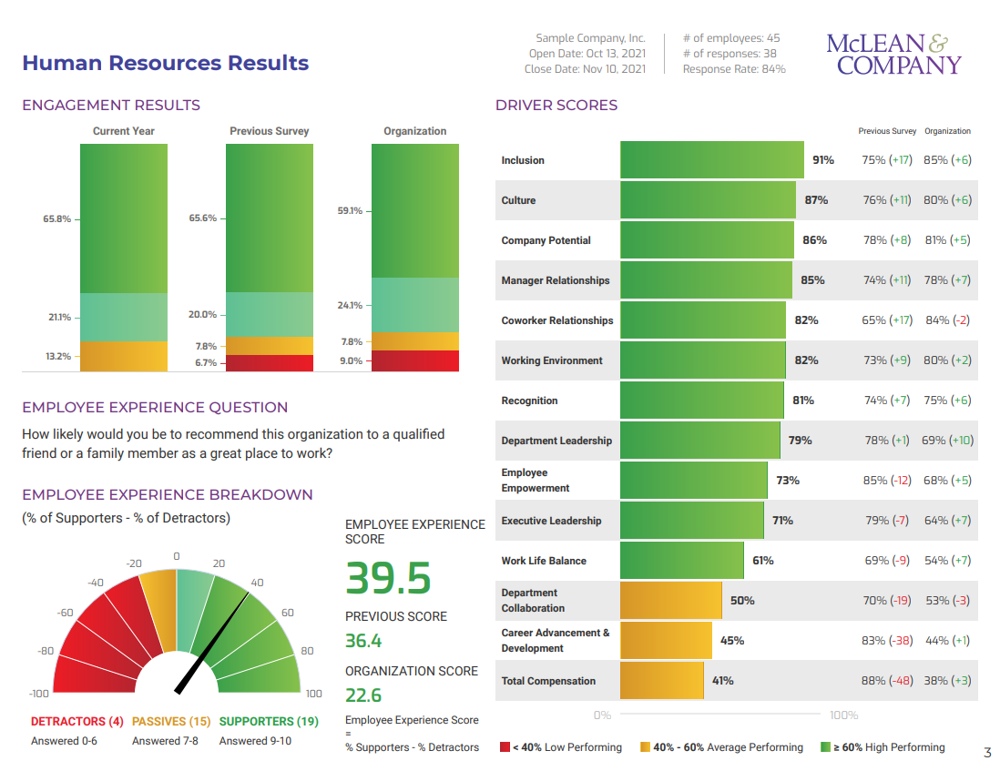 Human Resources Results
Sample Company, Inc.
Open Date: Oct 13, 2021
Close Date: Nov 10, 2021
# of employees: 45
# of responses: 38
Response Rate: 84%
McLEAN &
COMPANY
ENGAGEMENT RESULTS
Current Year
Previous Survey
Organization
65.8%
21.1%
13.2%
65.6%
20.0%
7.8%
6.7%
59.1%
24.1%
7.8%
9.0%
EMPLOYEE EXPERIENCE QUESTION
How likely would you be to recommend this organization to a qualified
friend or a family member as a great place to work?
EMPLOYEE EXPERIENCE BREAKDOWN
(% of Supporters - % of Detractors)
-100
-80
-60
-40
-20
0
20
40
60
80
100
DETRACTORS (4) PASSIVES (15) SUPPORTERS (19)
Answered 0-6 Answered 7-8 Answered 9-10
EMPLOYEE EXPERIENCE
SCORE
39.5
PREVIOUS SCORE
36.4
ORGANIZATION SCORE
22.6
Employee Experience Score
=
% Supporters - % Detractors
DRIVER SCORES
Previous Survey Organization
Inclusion 91% 75% (+17) 85% (+6)
Culture 87% 76% (+11) 80% (+6)
Company Potential 86% 78% (+8) 81% (+5)
Manager Relationships 85% 74% (+11) 78% (+7)
Coworker Relationships 82% 65% (+17) 84% (-2)
Working Environment 82% 73% (+9) 80% (+2)
Recognition 81% 74% (+7) 75% (+6)
Department Leadership 79% 78% (+1) 69% (+10)
Employee
Empowerment 73% 85% (-12) 68% (+5)
Executive Leadership 71% 79% (-7) 64% (+7)
Work Life Balance 61% 69% (-9) 54% (+7)
Department
Collaboration 50% 70% (-19) 53% (-3)
Career Advancement &
Development 45% 83% (-38) 44% (+1)
Total Compensation 41% 88% (-48) 38% (+3)
0% 100%
< 40% Low Performing 40% - 60% Average Performing ≥ 60% High Performing
3